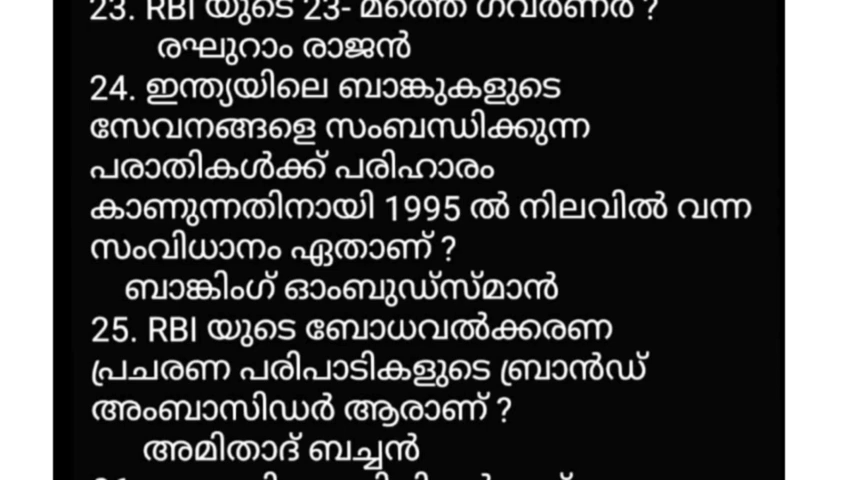 23. RBI യുടെ 23- മത്തെ ഗവർണർ ?
രഘുറാം രാജൻ
24. ഇന്ത്യയിലെ ബാങ്കുകളുടെ
സേവനങ്ങളെ സംബന്ധിക്കുന്ന
പരാതികൾക്ക് പരിഹാരം
കാണുന്നതിനായി 1995 ൽ നിലവിൽ വന്ന
സംവിധാനം ഏതാണ് ?
ബാങ്കിംഗ് ഓംബുഡ്സ്മാൻ
25. RBI യുടെ ബോധവൽക്കരണ
പ്രചരണ പരിപാടികളുടെ ബ്രാൻഡ്
അംബാസിഡർ ആരാണ് ?
അമിതാദ് ബച്ചൻ